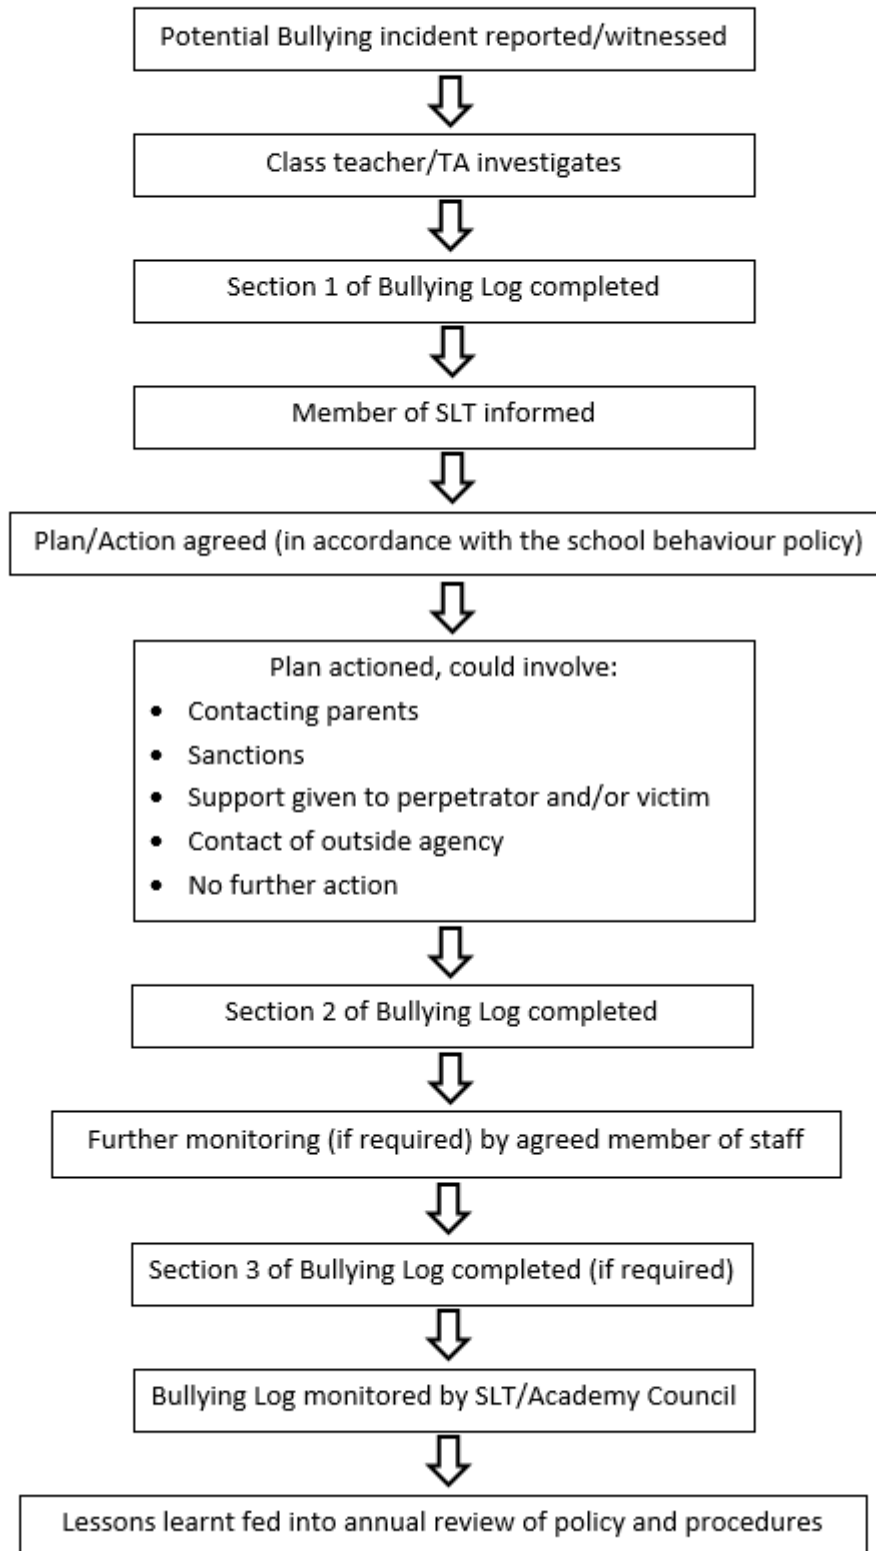 Potential Bullying incident reported/witnessed
Class teacher/TA investigates
Section 1 of Bullying Log completed
Member of SLT informed
Plan/Action agreed (in accordance with the school behaviour policy)
Plan actioned, could involve:
• Contacting parents
• Sanctions
• Support given to perpetrator and/or victim
• Contact of outside agency
• No further action
Section 2 of Bullying Log completed
Further monitoring (if required) by agreed member of staff
Section 3 of Bullying Log completed (if required)
Bullying Log monitored by SLT/Academy Council
Lessons learnt fed into annual review of policy and procedures